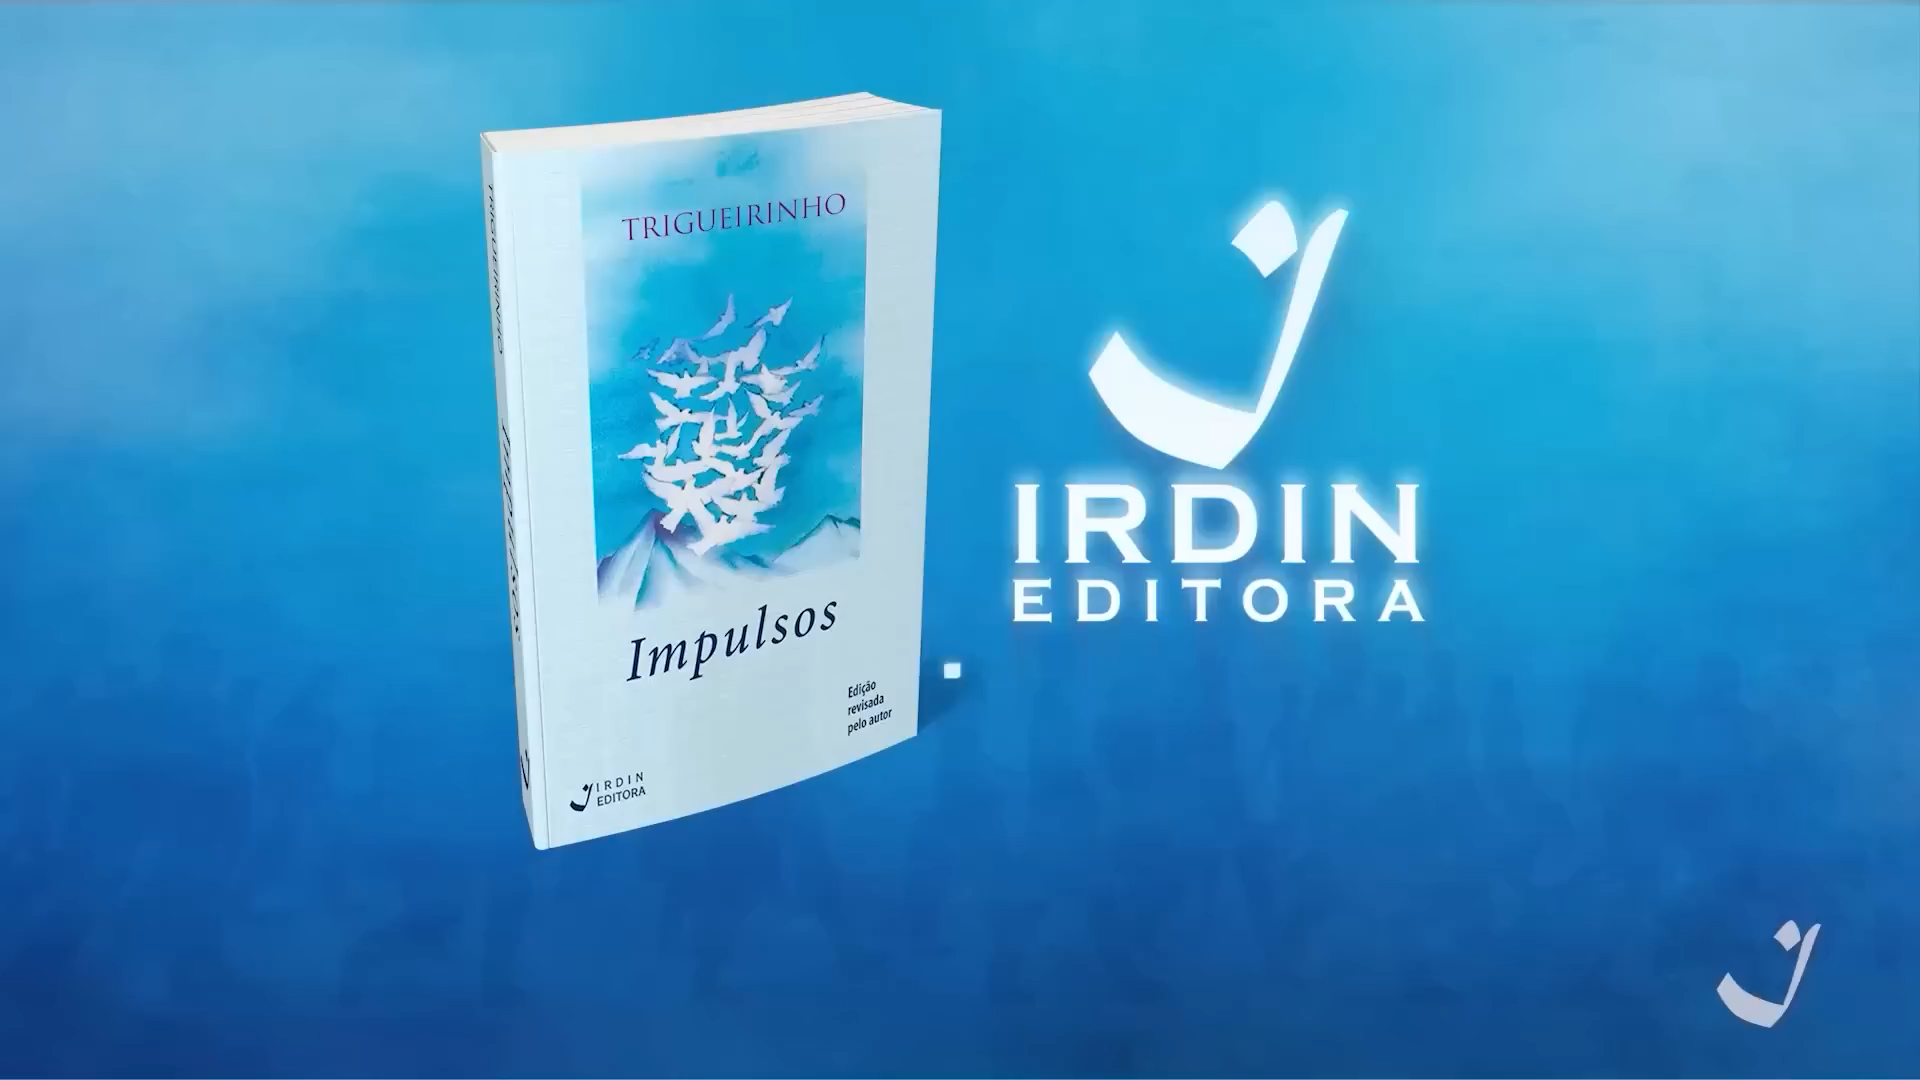 TRIGUEIRINHO
Impulsos
TRIGUEIRINHO
Impulsos
Edição
revisada
pelo autor
IRDIN
EDITORA
IRDIN
EDITORA